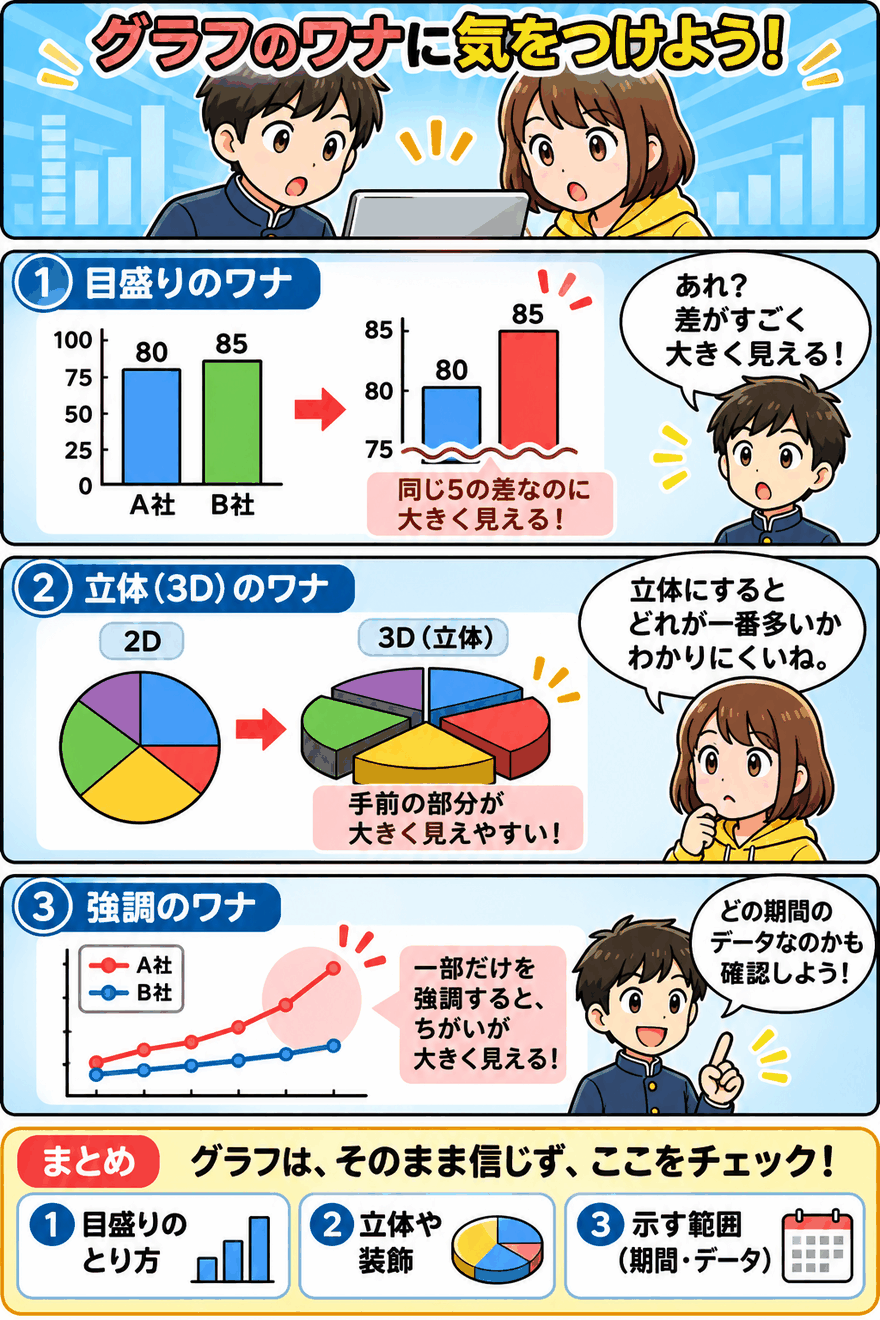 グラフのワナに気をつけよう！
1 目盛りのワナ
100
75
50
25
0
80
85
A社
B社
85
80
75
80
85
同じ5の差なのに
大きく見える！
あれ？
差がすごく
大きく見える！
2 立体（3D）のワナ
2D
3D（立体）
手前の部分が
大きく見えやすい！
立体にすると
どれが一番多いか
わかりにくいね。
3 強調のワナ
A社
B社
一部だけを
強調すると、
ちがいが
大きく見える！
どの期間の
データなのかも
確認しよう！
まとめ
グラフは、そのまま信じず、ここをチェック！
1 目盛りの
とり方
2 立体や
装飾
3 示す範囲
（期間・データ）